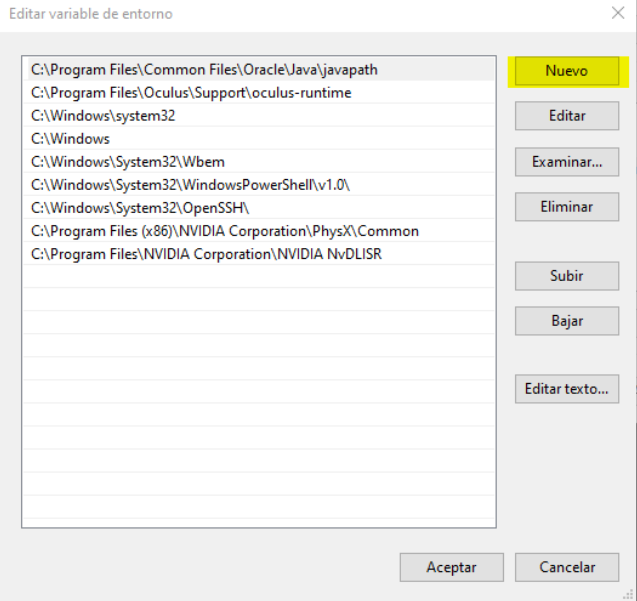 Editar variable de entorno
C:\Program Files\Common Files\Oracle\Java\javapath
C:\Program Files\Oculus\Support\oculus-runtime
C:\Windows\system32
C:\Windows
C:\Windows\System32\Wbem
C:\Windows\System32\WindowsPowerShell\v1.0\
C:\Windows\System32\OpenSSH\
C:\Program Files (x86)\NVIDIA Corporation\PhysX\Common
C:\Program Files\NVIDIA Corporation\NVIDIA NvDLISR
Nuevo
Editar
Examinar...
Eliminar
Subir
Bajar
Editar texto...
Aceptar
Cancelar